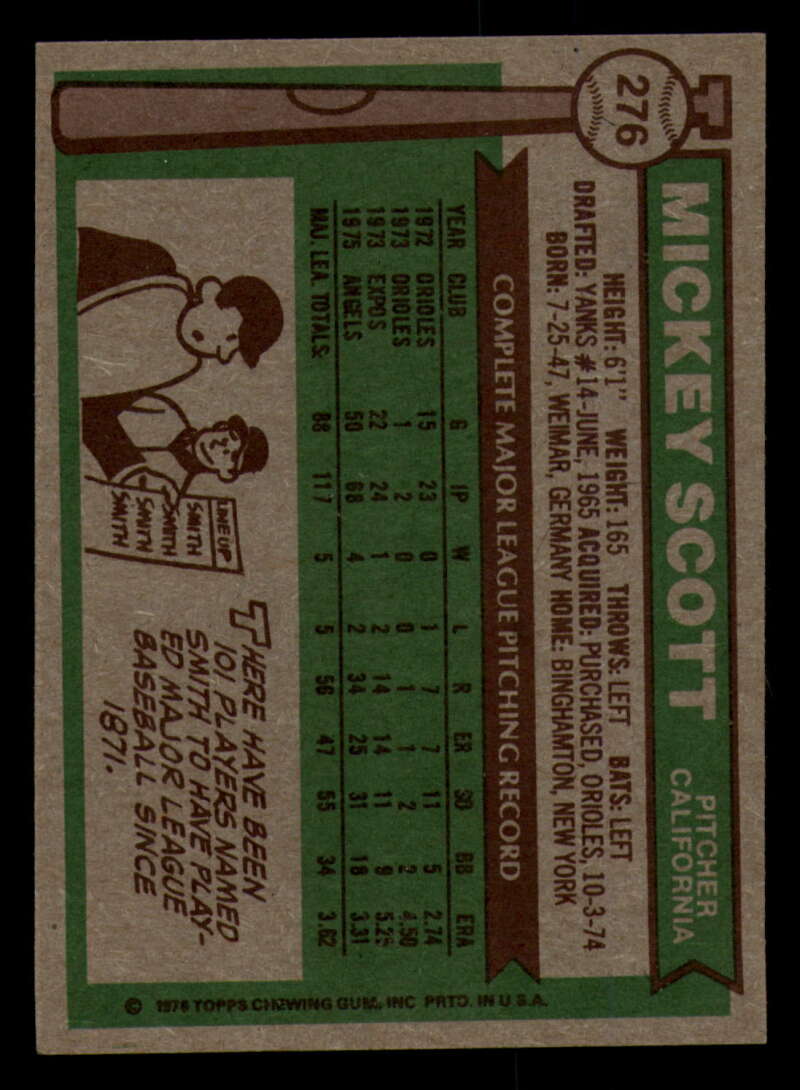 276
MICKEY SCOTT
PITCHER
CALIFORNIA
HEIGHT: 6'1" WEIGHT: 165 THROWS: LEFT BATS: LEFT
DRAFTED: YANKS #14-JUNE, 1965 ACQUIRED: PURCHASED, ORIOLES, 10-3-74
BORN: 7-25-47, WEIMAR, GERMANY HOME: BINGHAMTON, NEW YORK
COMPLETE MAJOR LEAGUE PITCHING RECORD
YEAR CLUB G IP W L R ER SO BB ERA
1972 ORIOLES 15 23 0 1 7 7 11 5 2.74
1973 ORIOLES 1 2 0 0 1 1 2 2 4.50
1973 EXPOS 22 24 1 2 14 14 11 9 5.25
1975 ANGELS 50 68 4 2 34 25 31 18 3.31
MAJ. LEA. TOTALS: 88 117 5 5 56 47 55 34 3.62
LINE UP
SMITH
SMITH
SMITH
SMITH
THERE HAVE BEEN
101 PLAYERS NAMED
SMITH TO HAVE PLAY-
ED MAJOR LEAGUE
BASEBALL SINCE
1871.
© 1976 TOPPS CHEWING GUM, INC PRTD. IN U S A.